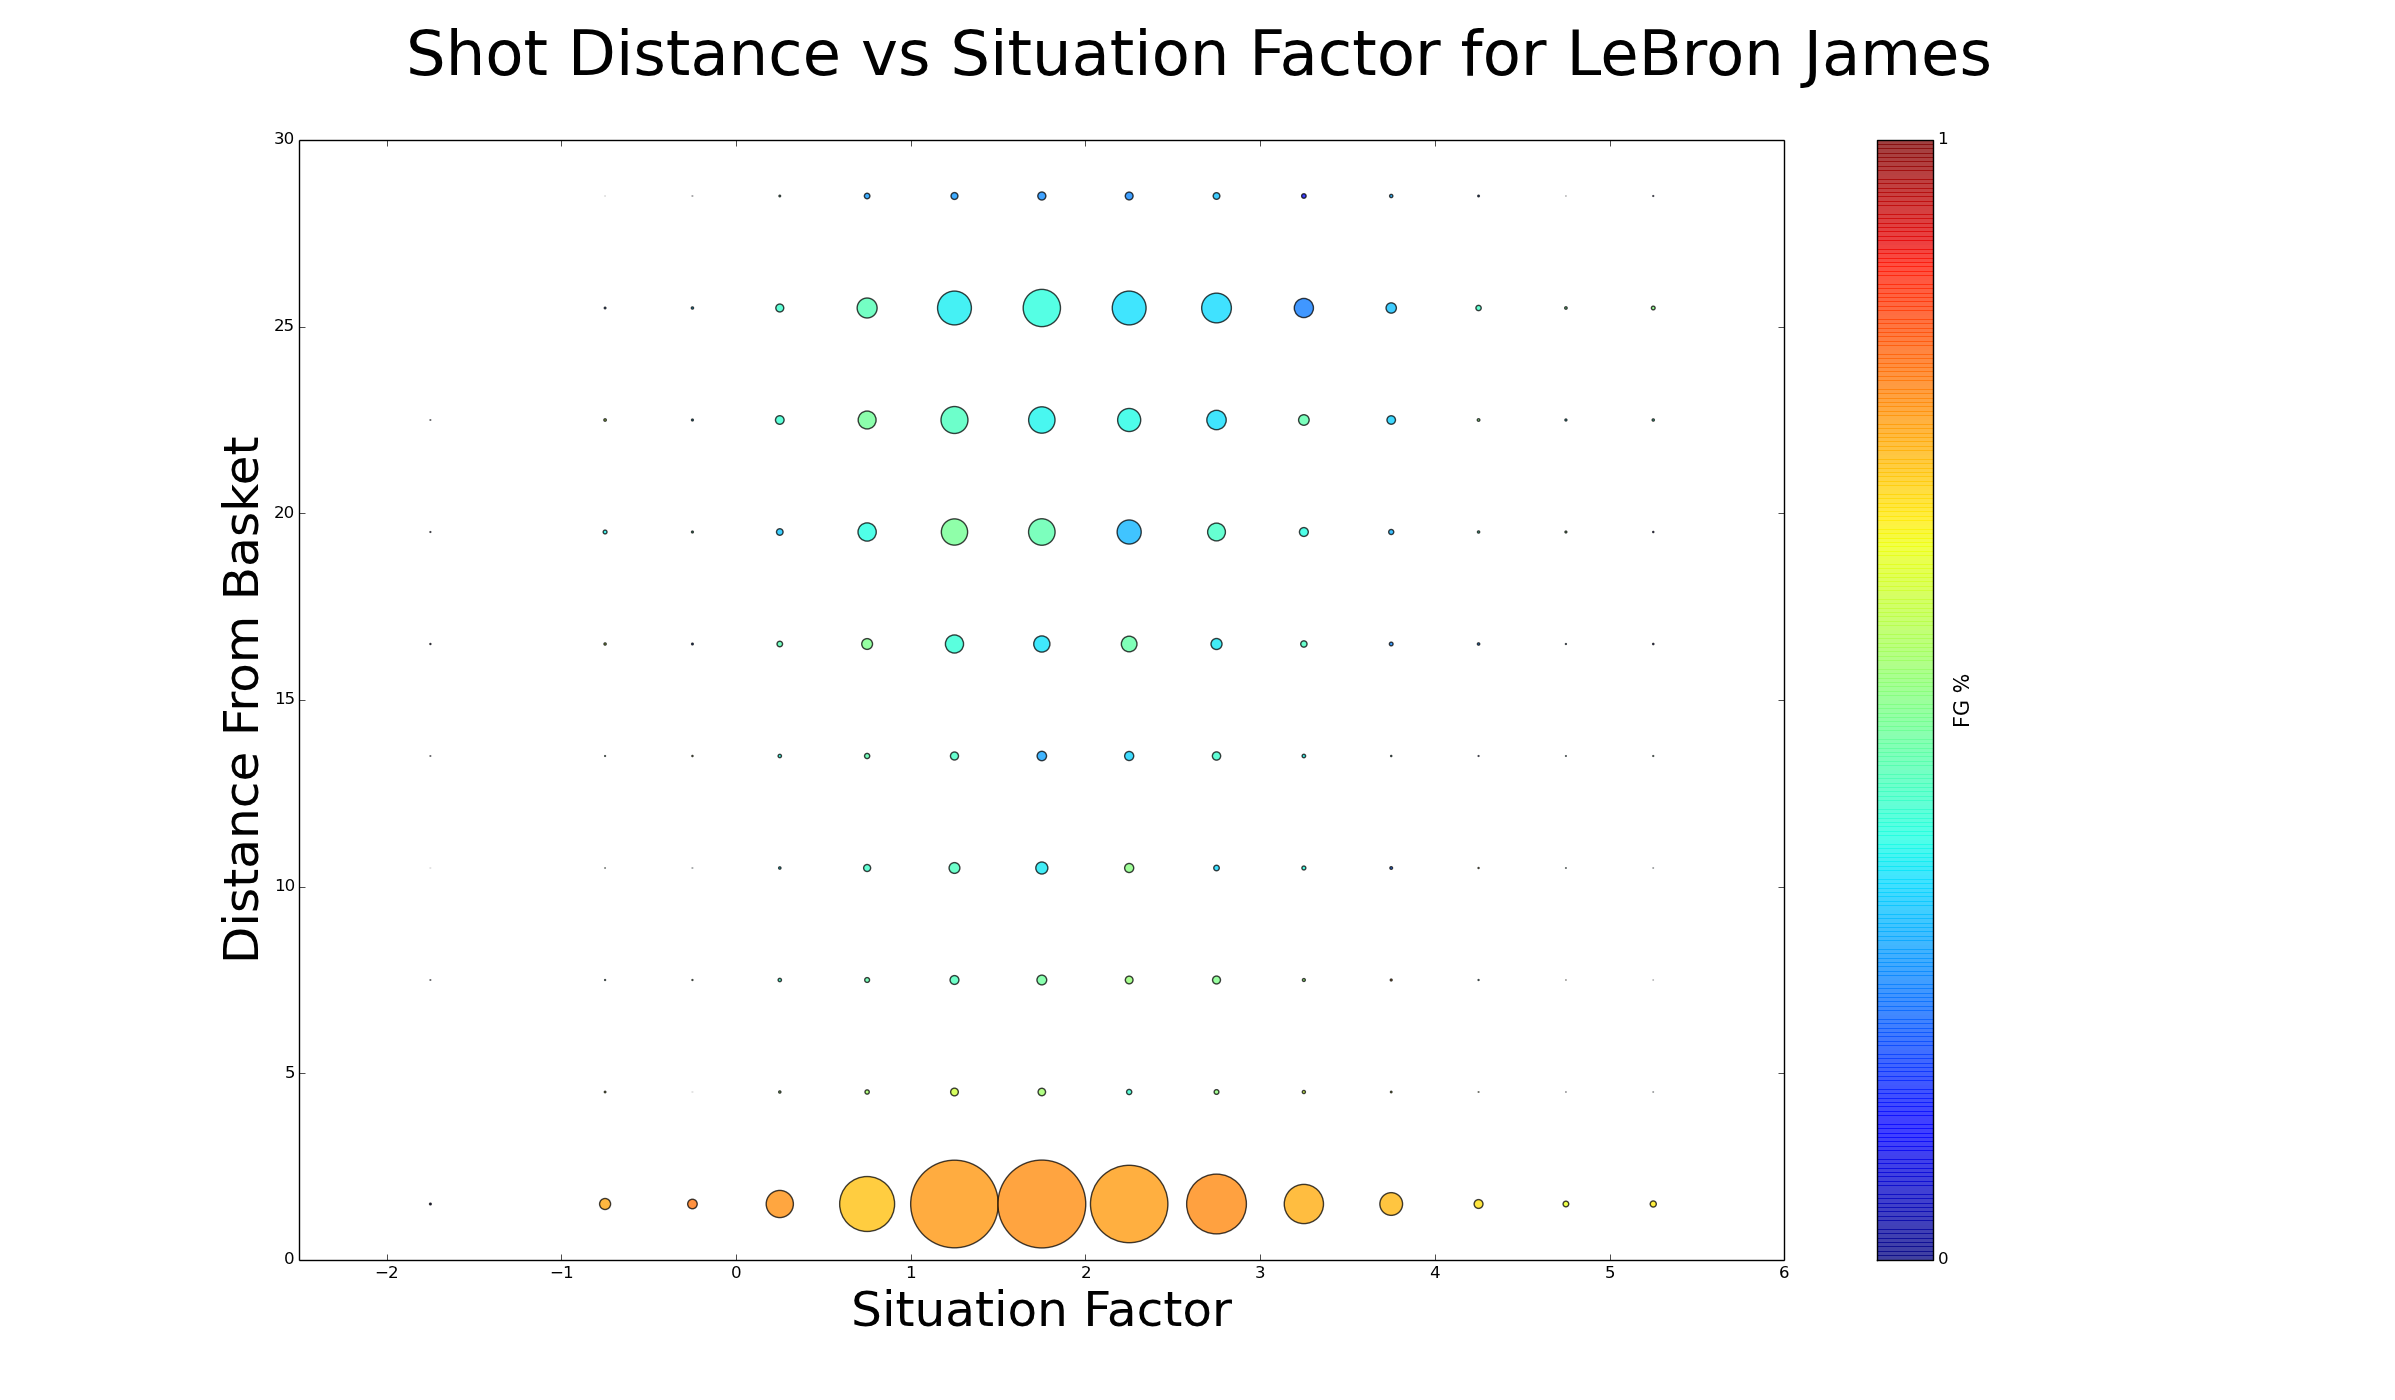 Shot Distance vs Situation Factor for LeBron James
30
25
20
15
10
5
0
Distance From Basket
−2 −1 0 1 2 3 4 5 6
Situation Factor
1
0
FG %